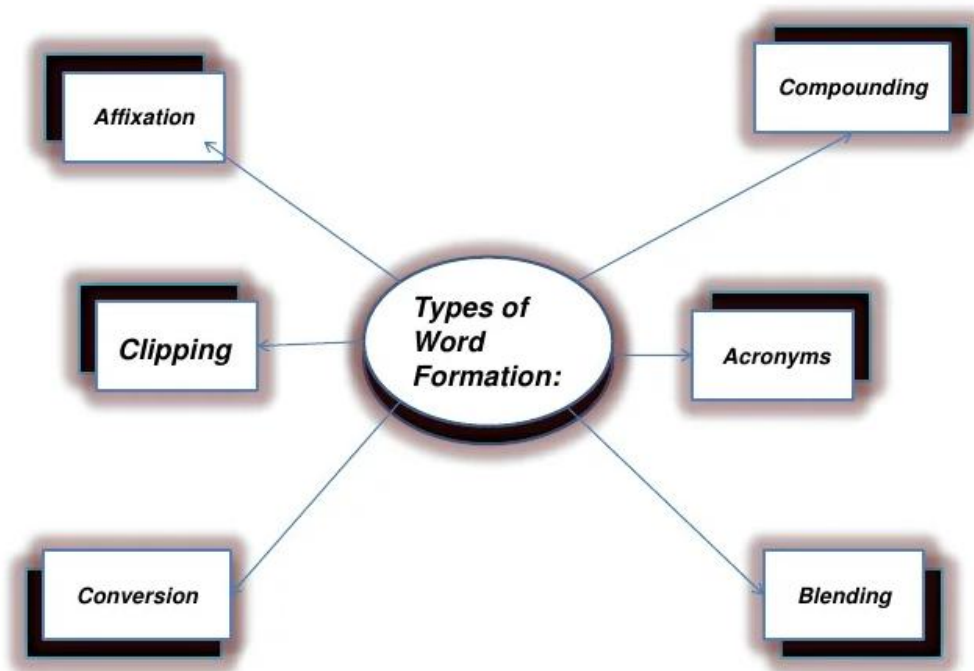 Affixation
Compounding
Types of
Word
Formation:
Clipping
Acronyms
Conversion
Blending